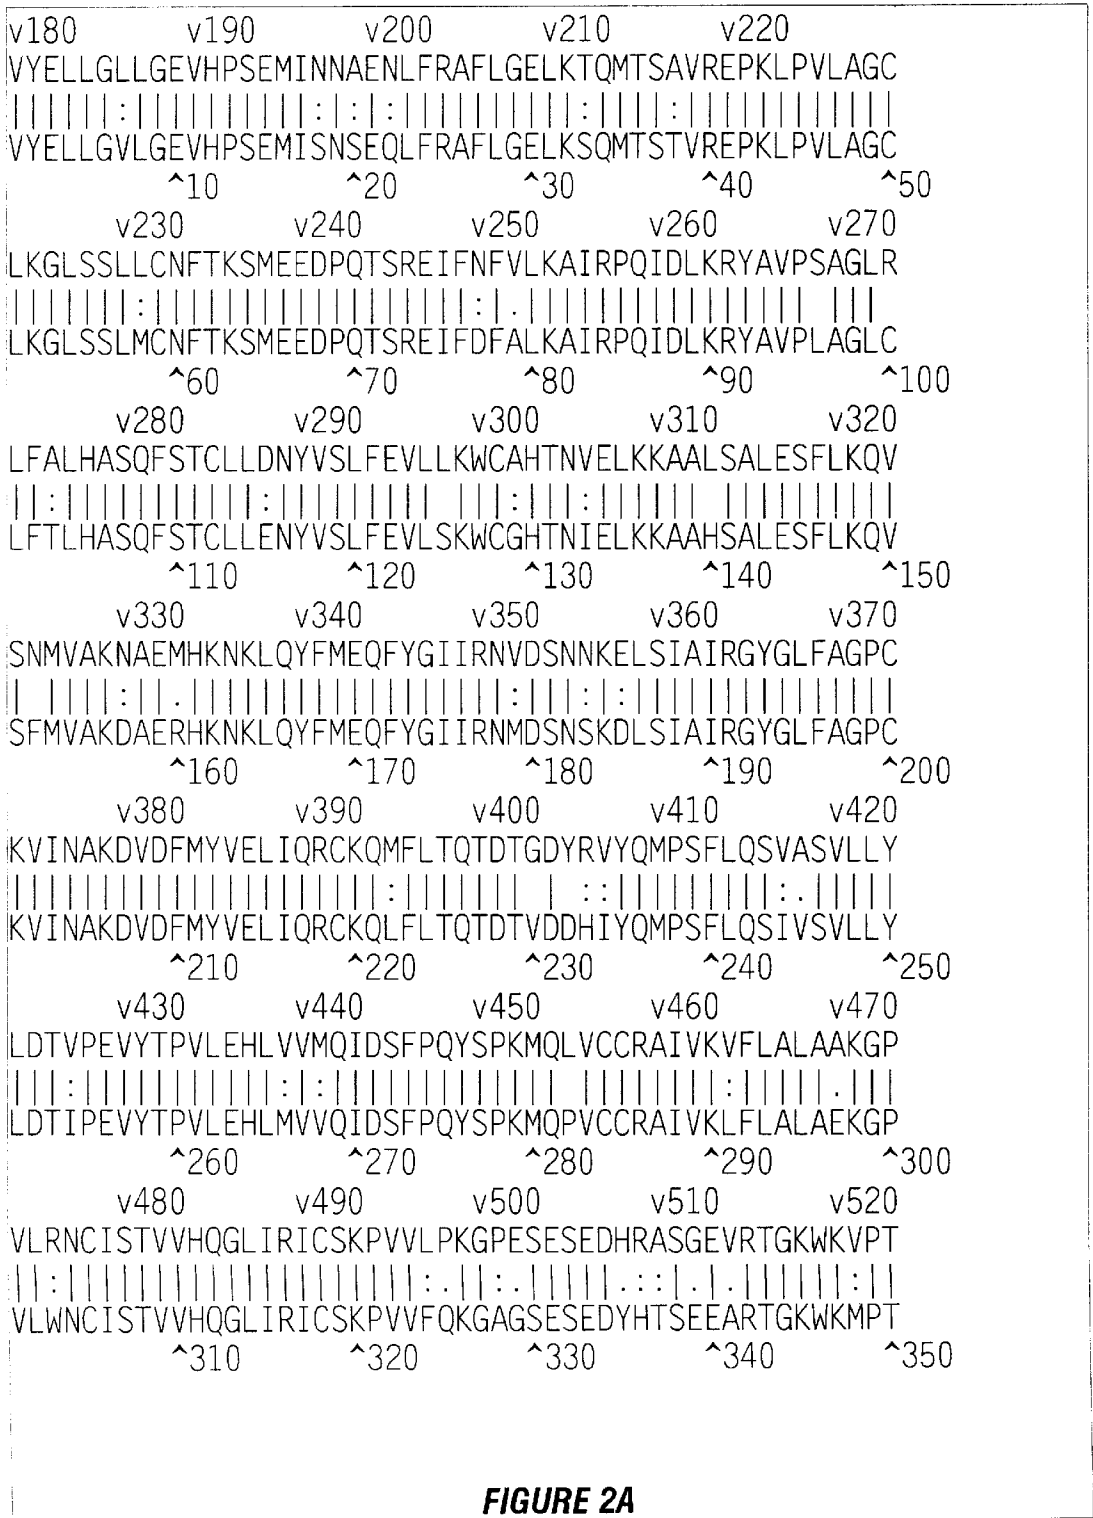 v180 v190 v200 v210 v220
VYELLGLLGEVHPSEMINNAENLFRAFLGELKTQMTSAVREPKLPVLAGC
||||||:||||||||||:|:|:||||||||||:||||:||||||||||||
VYELLGVLGEVHPSEMISNSEQLFRAFLGELKSQMTSTVREPKLPVLAGC
^10 ^20 ^30 ^40 ^50
v230 v240 v250 v260 v270
LKGLSSLLCNFTKSMEEDPQTSREIFNFVLKAIRPQIDLKRYAVPSAGLR
|||||||:||||||||||||||||||:|.|||||||||||||||| |||
LKGLSSLMCNFTKSMEEDPQTSREIFDFALKAIRPQIDLKRYAVPLAGLC
^60 ^70 ^80 ^90 ^100
v280 v290 v300 v310 v320
LFALHASQFSTCLLDNYVSLFEVLLKWCAHTNVELKKAALSALESFLKQV
||:|||||||||||:||||||||| |||:|||:|||||| ||||||||||
LFTLHASQFSTCLLENYVSLFEVLSKWCGHTNIELKKAAHSALESFLKQV
^110 ^120 ^130 ^140 ^150
v330 v340 v350 v360 v370
SNMVAKNAEMHKNKLQYFMEQFYGIIRNVDSNNKELSIAIRGYGLFAGPC
| ||||:||.||||||||||||||||||:|||:|:|||||||||||||||
SFMVAKDAERHKNKLQYFMEQFYGIIRNMDSNSKDLSIAIRGYGLFAGPC
^160 ^170 ^180 ^190 ^200
v380 v390 v400 v410 v420
KVINAKDVDFMYVELIQRCKQMFLTQTDTGDYRVYQMPSFLQSVASVLLY
|||||||||||||||||||||:||||||| | ::|||||||||:.|||||
KVINAKDVDFMYVELIQRCKQLFLTQTDTVDDHIYQMPSFLQSIVSVLLY
^210 ^220 ^230 ^240 ^250
v430 v440 v450 v460 v470
LDTVPEVYTPVLEHLVVMQIDSFPQYSPKMQLVCCRAIVKVFLALAAKGP
|||:|||||||||||:|:||||||||||||| ||||||||:|||||.|||
LDTIPEVYTPVLEHLMVVQIDSFPQYSPKMQPVCCRAIVKLFLALAEKGP
^260 ^270 ^280 ^290 ^300
v480 v490 v500 v510 v520
VLRNCISTVVHQGLIRICSKPVVLPKGPESESEDHRASGEVRTGKWKVPT
||:||||||||||||||||||||:.||:.|||||.::|.|.||||||:||
VLWNCISTVVHQGLIRICSKPVVFQKGAGSESEDYHTSEEARTGKWKMPT
^310 ^320 ^330 ^340 ^350
FIGURE 2A